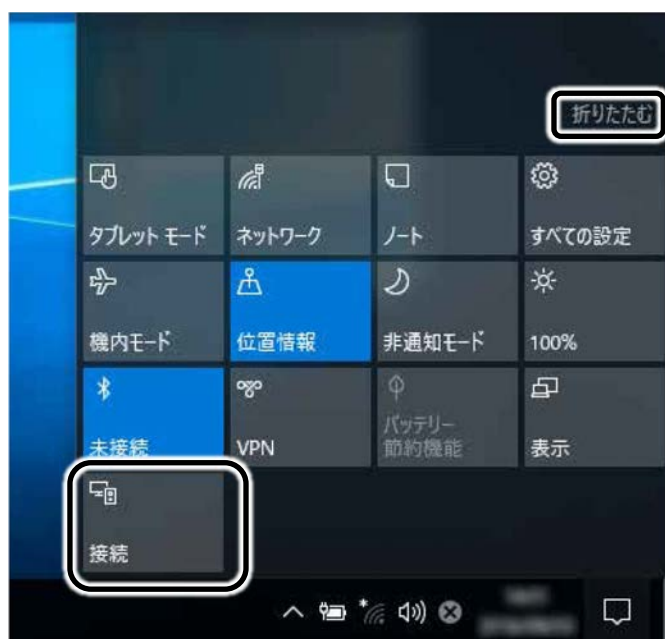 折りたたむ
タブレット モード
ネットワーク
ノート
すべての設定
機内モード
位置情報
非通知モード
100%
未接続
VPN
バッテリー
節約機能
表示
接続